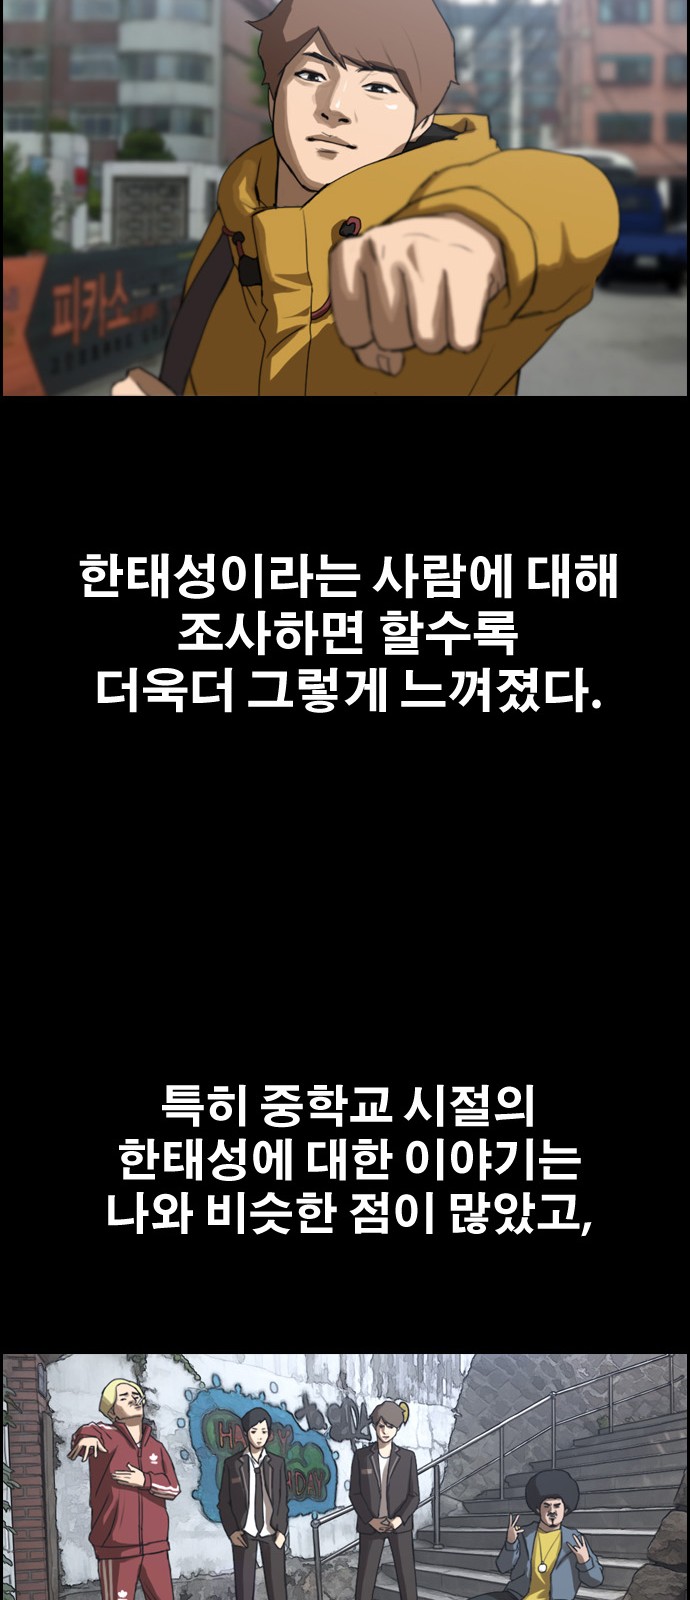 피카소
한태성이라는 사람에 대해
조사하면 할수록
더욱더 그렇게 느껴졌다.
특히 중학교 시절의
한태성에 대한 이야기는
나와 비슷한 점이 많았고,
HAPPY